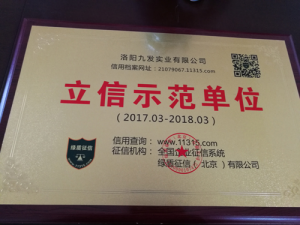 洛阳九发实业有限公司
信用档案网址：21079067.11315.com
立信示范单位
（2017.03-2018.03）
信用查询：www.11315.com
征信机构：全国企业征信系统
绿盾征信（北京）有限公司
绿盾征信